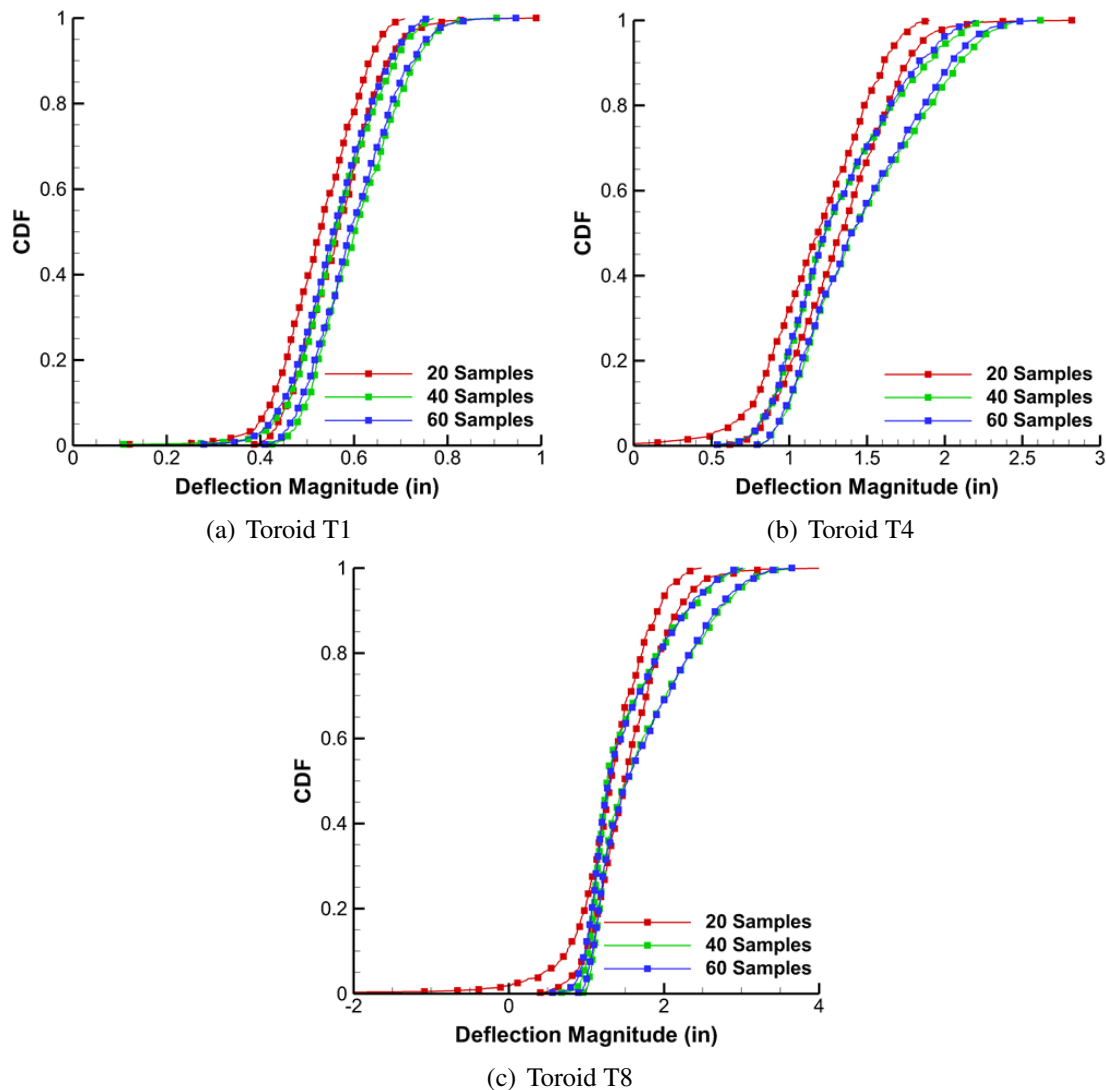 CDF
1
0.8
0.6
0.4
0.2
0
0
0.2
0.4
0.6
0.8
1
20 Samples
40 Samples
60 Samples
Deflection Magnitude (in)
(a) Toroid T1
CDF
1
0.8
0.6
0.4
0.2
0
0
0.5
1
1.5
2
2.5
3
20 Samples
40 Samples
60 Samples
Deflection Magnitude (in)
(b) Toroid T4
CDF
1
0.8
0.6
0.4
0.2
0
-2
0
2
4
20 Samples
40 Samples
60 Samples
Deflection Magnitude (in)
(c) Toroid T8